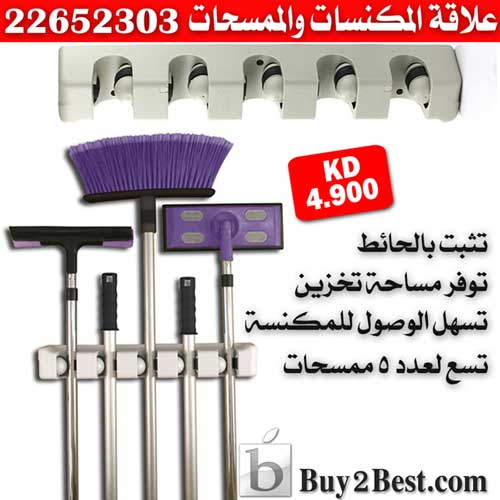 علاقة المكنسات والممسحات 22652303
KD
4.900
تثبت بالحائط
توفر مساحة تخزين
تسهل الوصول للمكنسة
تسع لعدد ٥ ممسحات
b Buy2Best.com